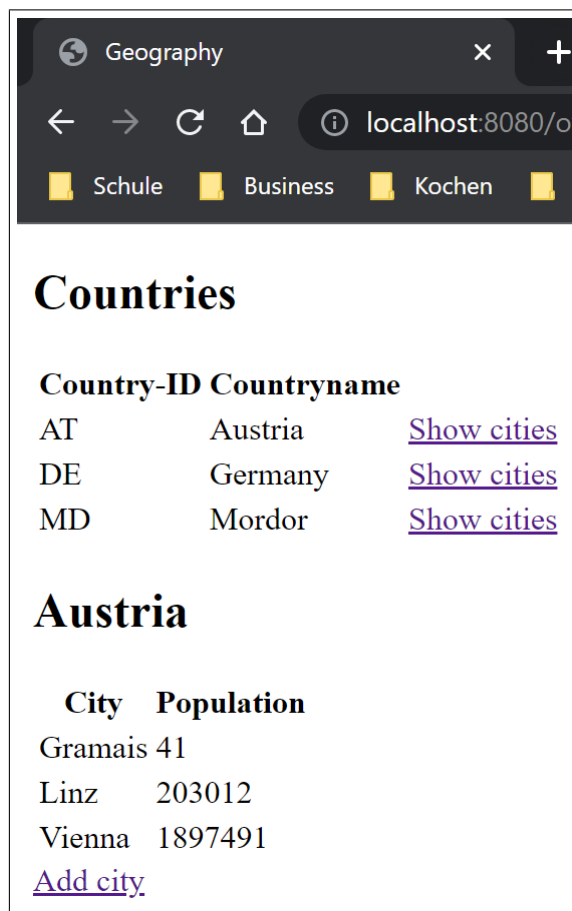 Geography
localhost:8080/o
Schule Business Kochen
Countries
Country-ID Countryname
AT Austria Show cities
DE Germany Show cities
MD Mordor Show cities
Austria
City Population
Gramais 41
Linz 203012
Vienna 1897491
Add city